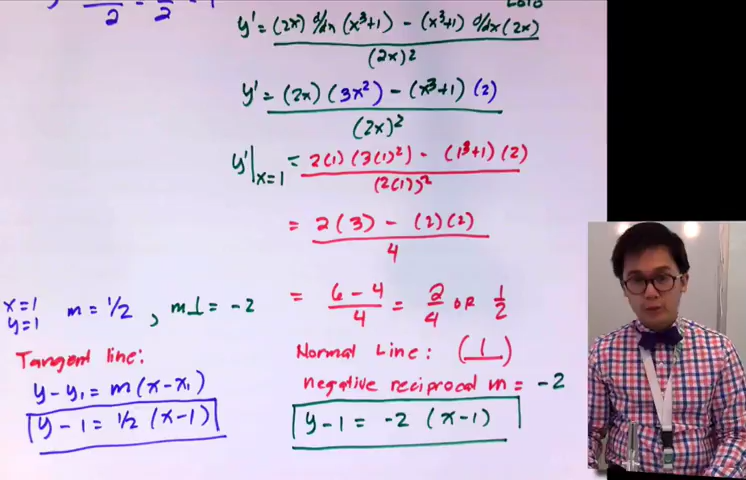 2 2
y' = (2x) d/dx (x³+1) - (x³+1) d/dx (2x)
(2x)²
y' = (2x) (3x²) - (x³+1) (2)
(2x)²
y'|x=1 = 2(1) (3(1)²) - (1³+1) (2)
(2(1))²
= 2(3) - (2)(2)
4
x=1
y=1
m = 1/2 , m⊥ = -2
= 6-4
4
= 2
4
OR 1
2
Tangent line:
y-y₁ = m(x-x₁)
y-1 = 1/2 (x-1)
Normal Line: (⊥)
negative reciprocal m = -2
y-1 = -2 (x-1)